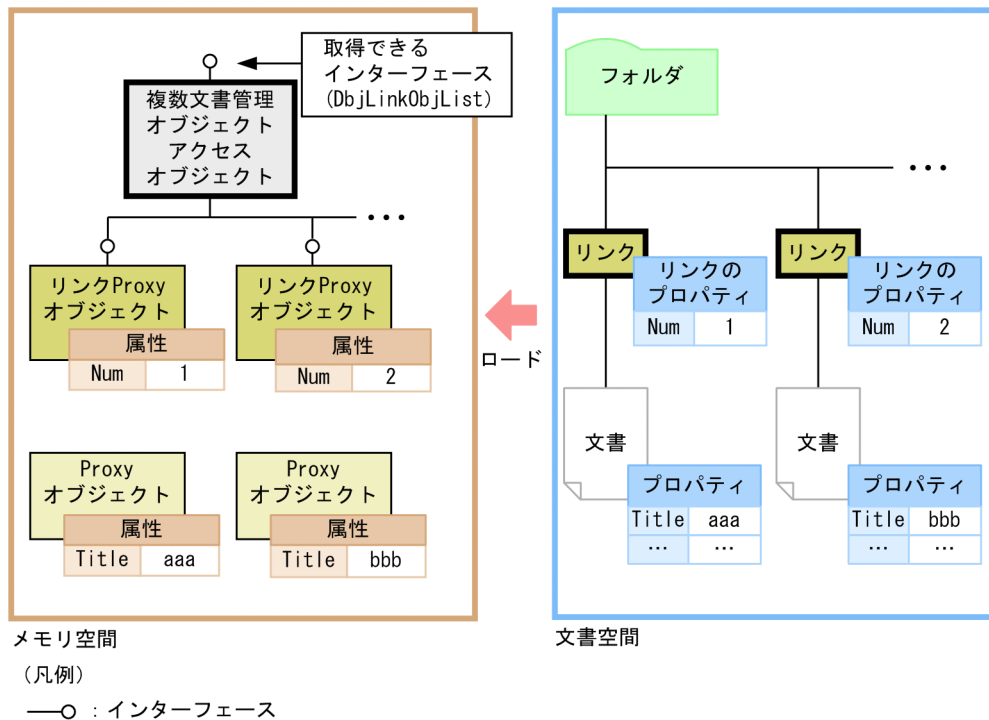 取得できる
インターフェース
(DbjLinkObjList)
複数文書管理
オブジェクト
アクセス
オブジェクト
・・・
リンクProxy
オブジェクト
属性
Num 1
リンクProxy
オブジェクト
属性
Num 2
Proxy
オブジェクト
属性
Title aaa
Proxy
オブジェクト
属性
Title bbb
メモリ空間
ロード
フォルダ
・・・
リンク
リンクの
プロパティ
Num 1
リンク
リンクの
プロパティ
Num 2
文書
プロパティ
Title aaa
… …
文書
プロパティ
Title bbb
… …
文書空間
(凡例)
：インターフェース